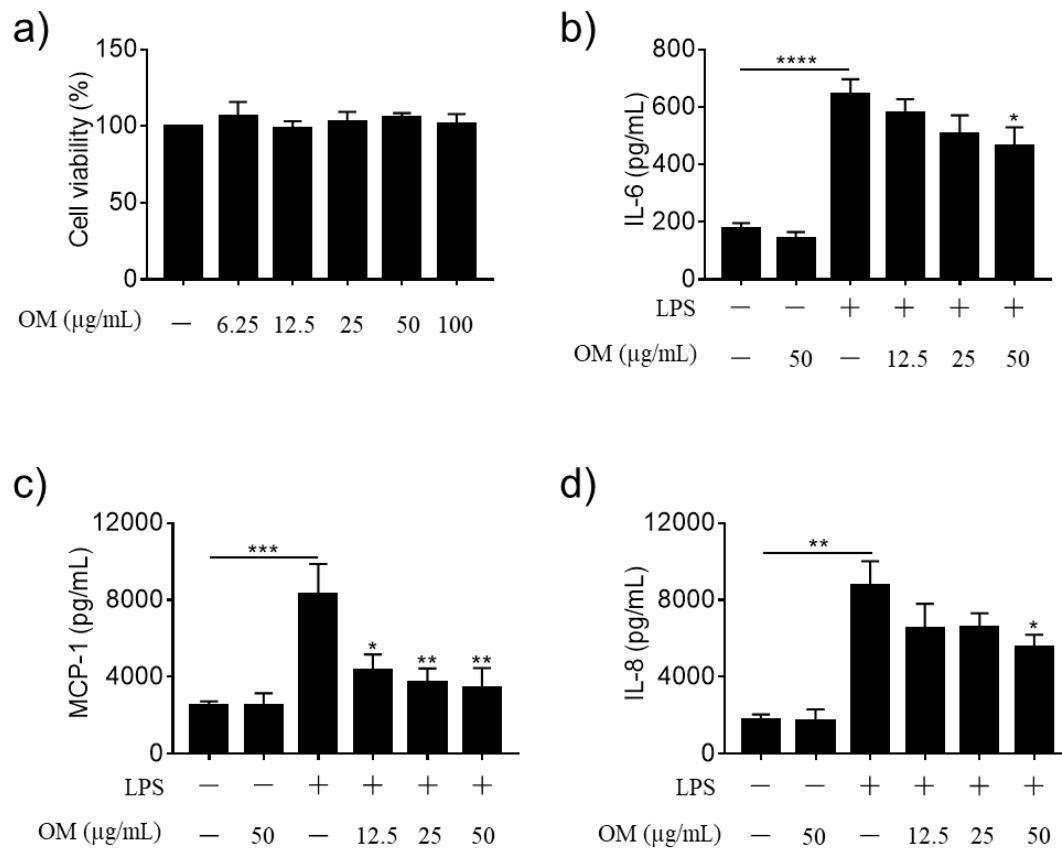 a)
150
100
50
0
Cell viability (%)
OM (µg/mL) — 6.25 12.5 25 50 100
b)
800
600
400
200
0
IL-6 (pg/mL)
****
*
LPS — — + + + +
OM (µg/mL) — 50 — 12.5 25 50
c)
12000
8000
4000
0
MCP-1 (pg/mL)
***
* ** **
LPS — — + + + +
OM (µg/mL) — 50 — 12.5 25 50
d)
12000
8000
4000
0
IL-8 (pg/mL)
**
*
LPS — — + + + +
OM (µg/mL) — 50 — 12.5 25 50